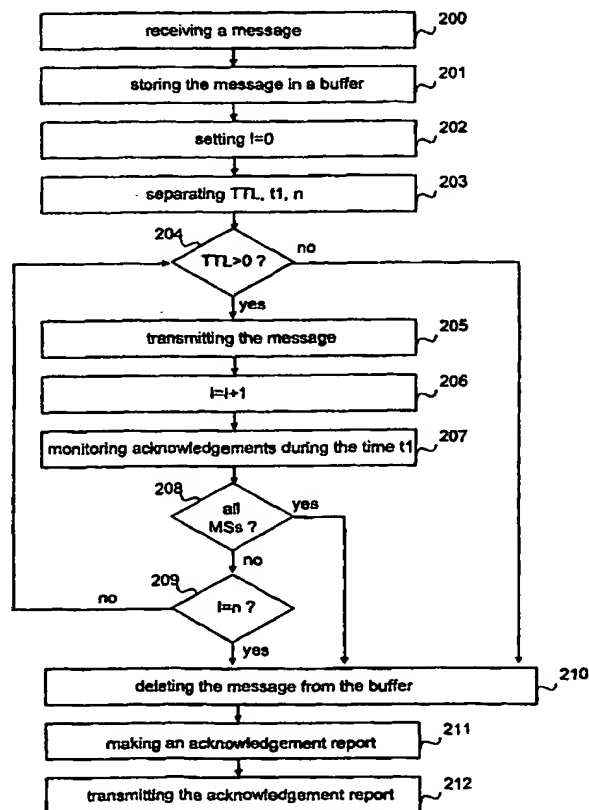 receiving a message 200
storing the message in a buffer 201
setting I=0 202
separating TTL, t1, n 203
204
TTL>0 ?
no
yes
transmitting the message 205
I=I+1 206
monitoring acknowledgements during the time t1 207
208
all
MSs ?
yes
no
209
I=n ?
no
yes
deleting the message from the buffer 210
making an acknowledgement report 211
transmitting the acknowledgement report 212